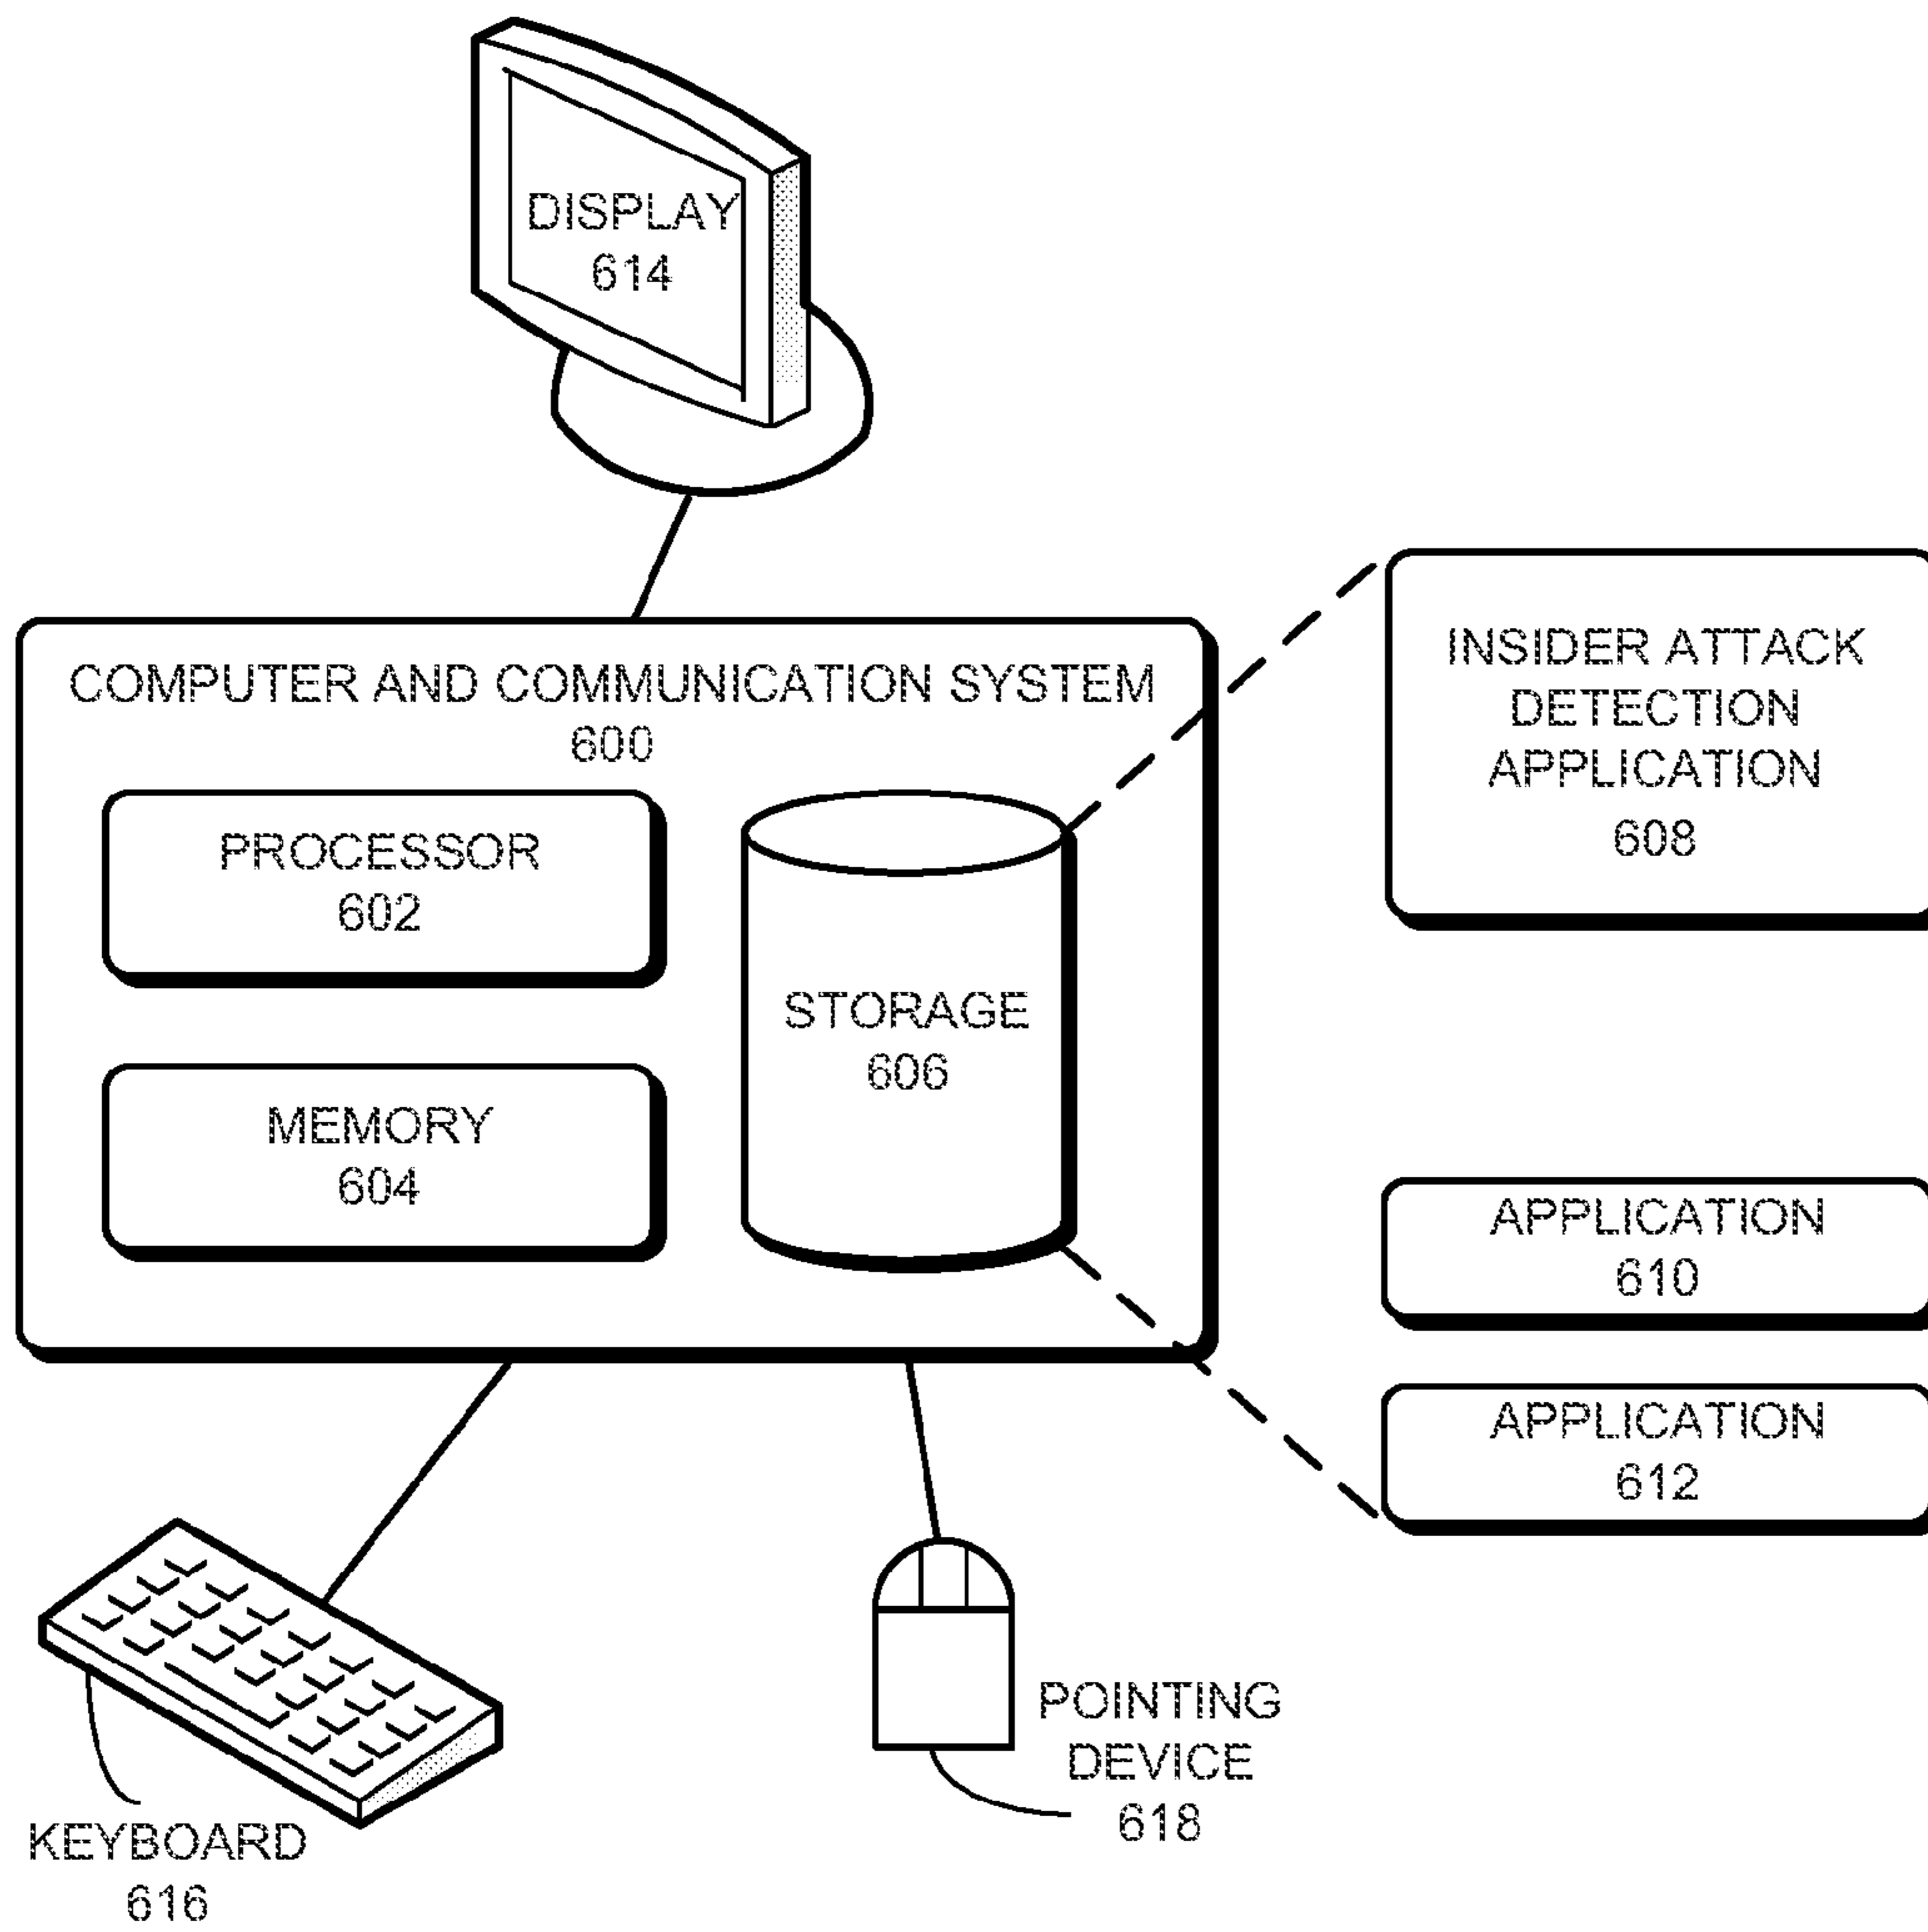 DISPLAY
614
COMPUTER AND COMMUNICATION SYSTEM
600
PROCESSOR
602
MEMORY
604
STORAGE
606
INSIDER ATTACK
DETECTION
APPLICATION
608
APPLICATION
610
APPLICATION
612
KEYBOARD
616
POINTING
DEVICE
618